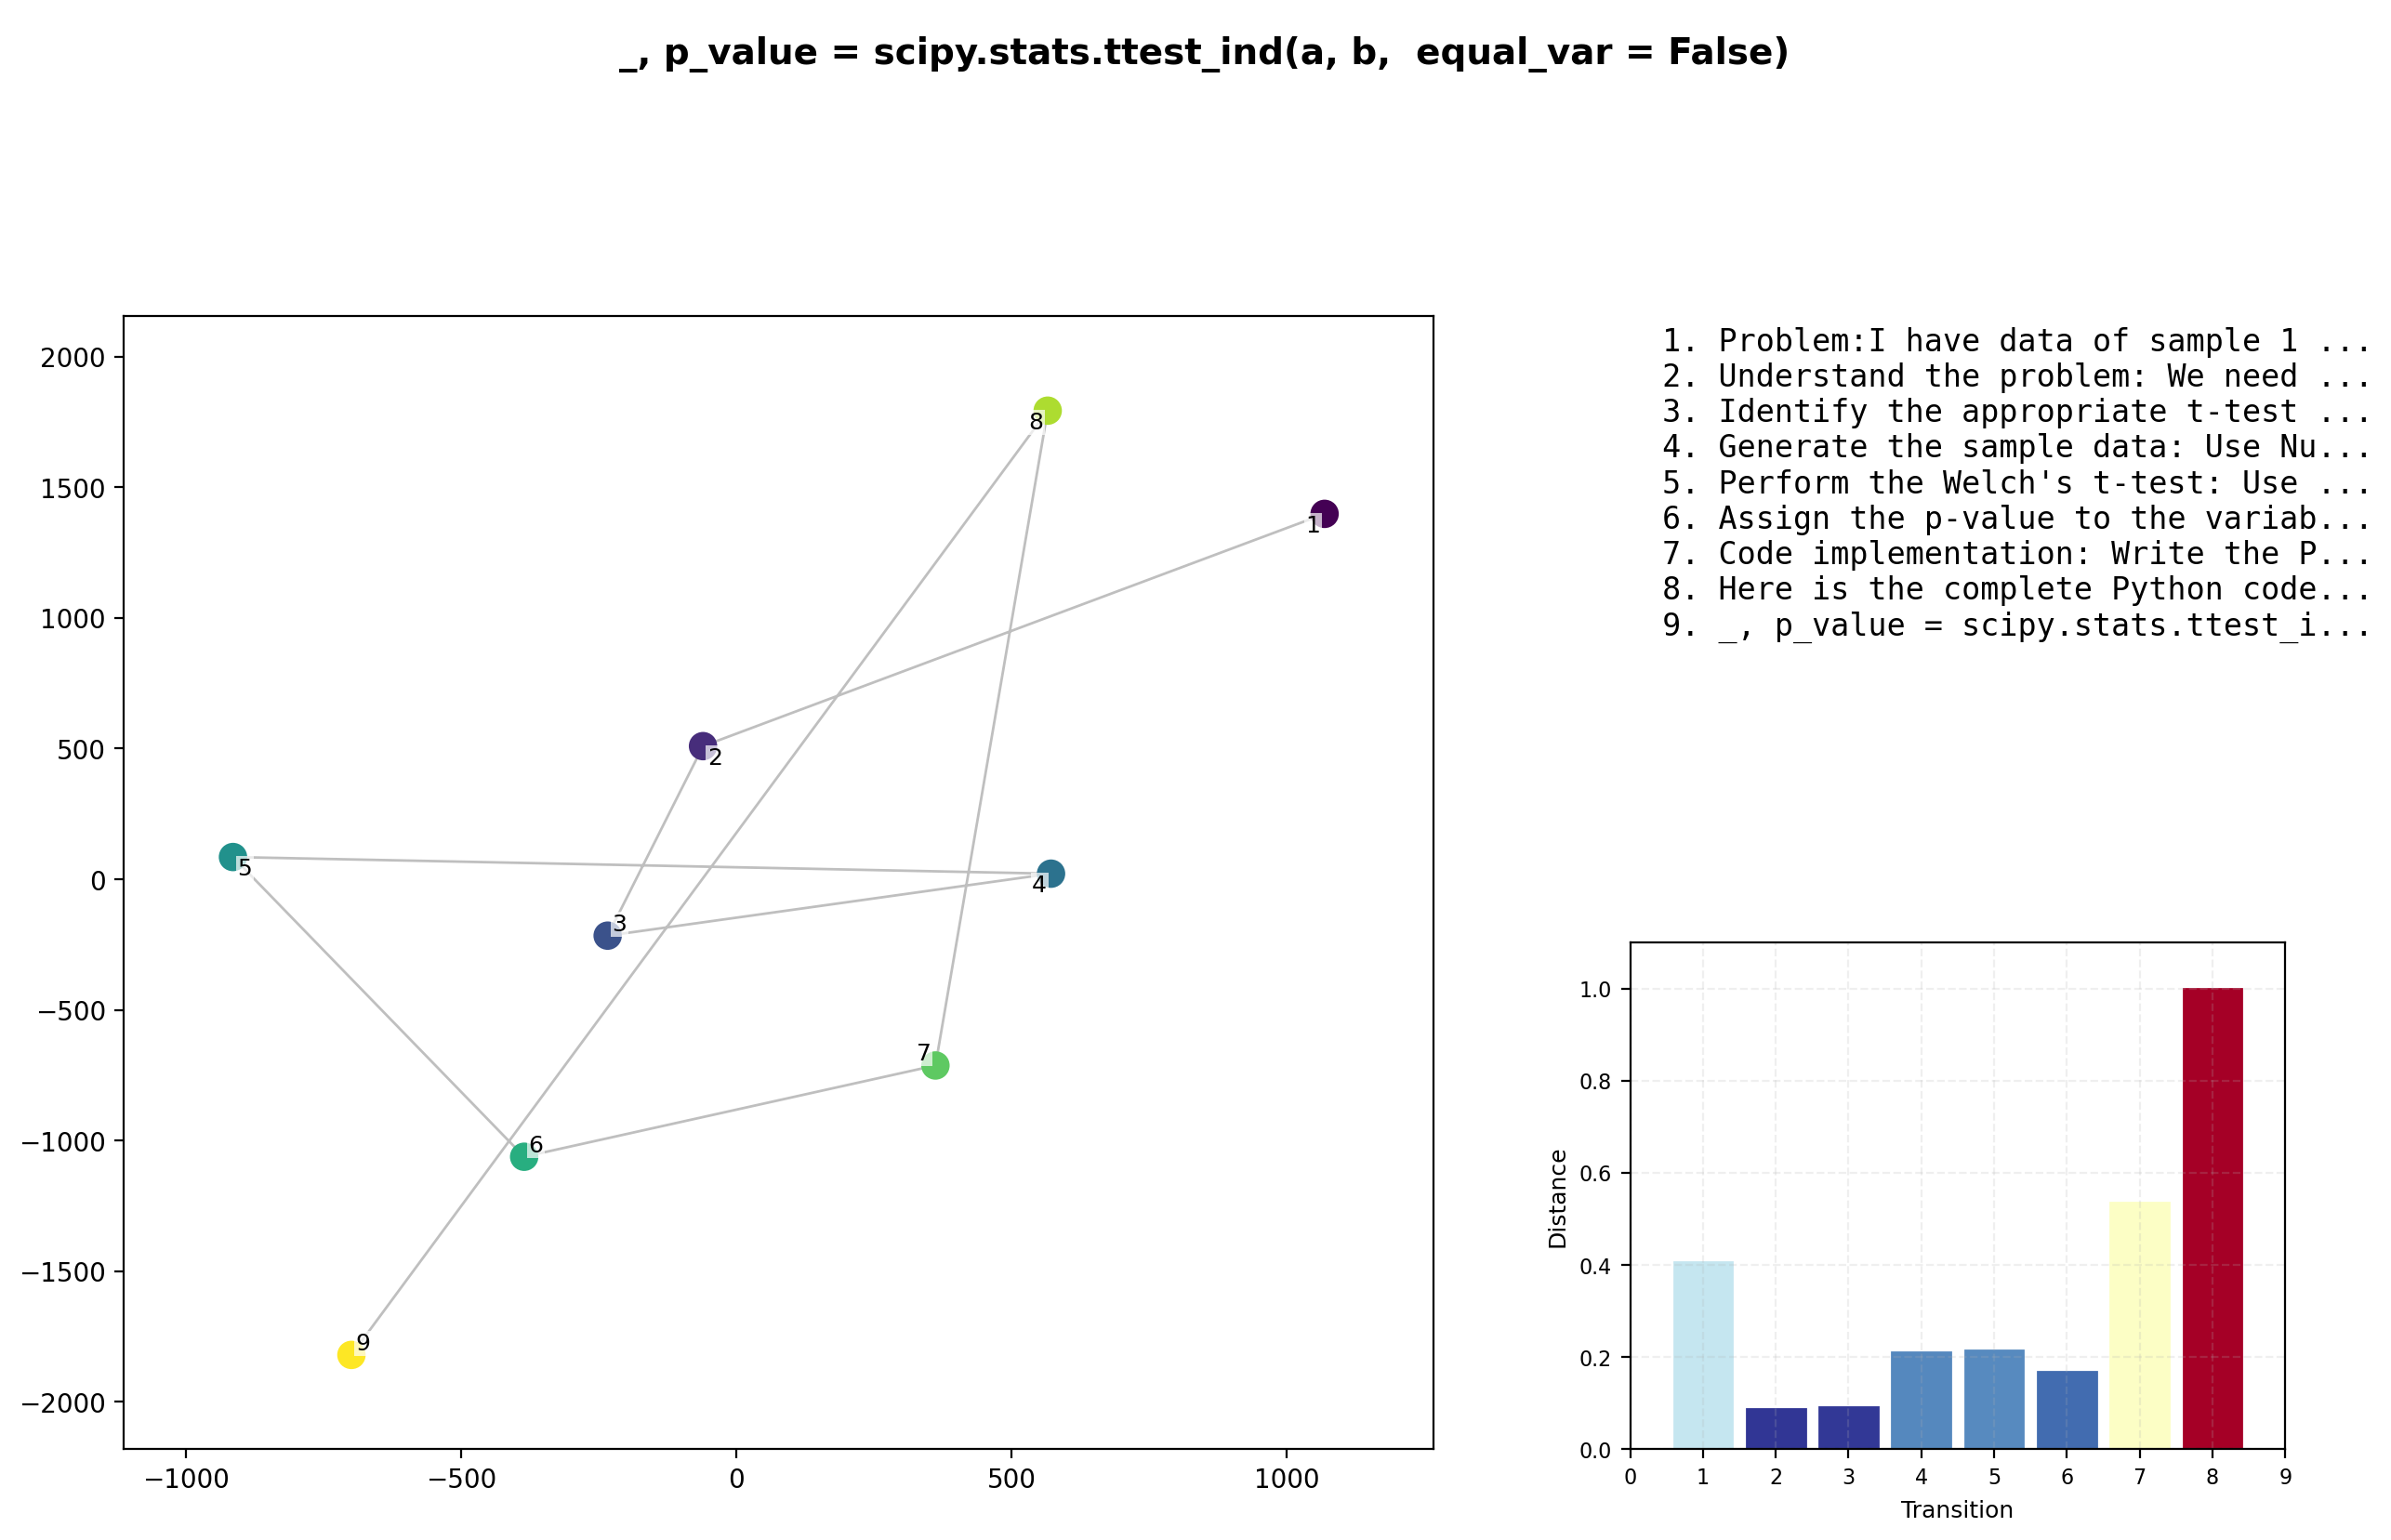 _, p_value = scipy.stats.ttest_ind(a, b,  equal_var = False)
2000
1500
1000
500
0
−500
−1000
−1500
−2000
−1000
−500
0
500
1000
1
2
3
4
5
6
7
8
9
1. Problem:I have data of sample 1 ...
2. Understand the problem: We need ...
3. Identify the appropriate t-test ...
4. Generate the sample data: Use Nu...
5. Perform the Welch's t-test: Use ...
6. Assign the p-value to the variab...
7. Code implementation: Write the P...
8. Here is the complete Python code...
9. _, p_value = scipy.stats.ttest_i...
Distance
1.0
0.8
0.6
0.4
0.2
0.0
0 1 2 3 4 5 6 7 8 9
Transition